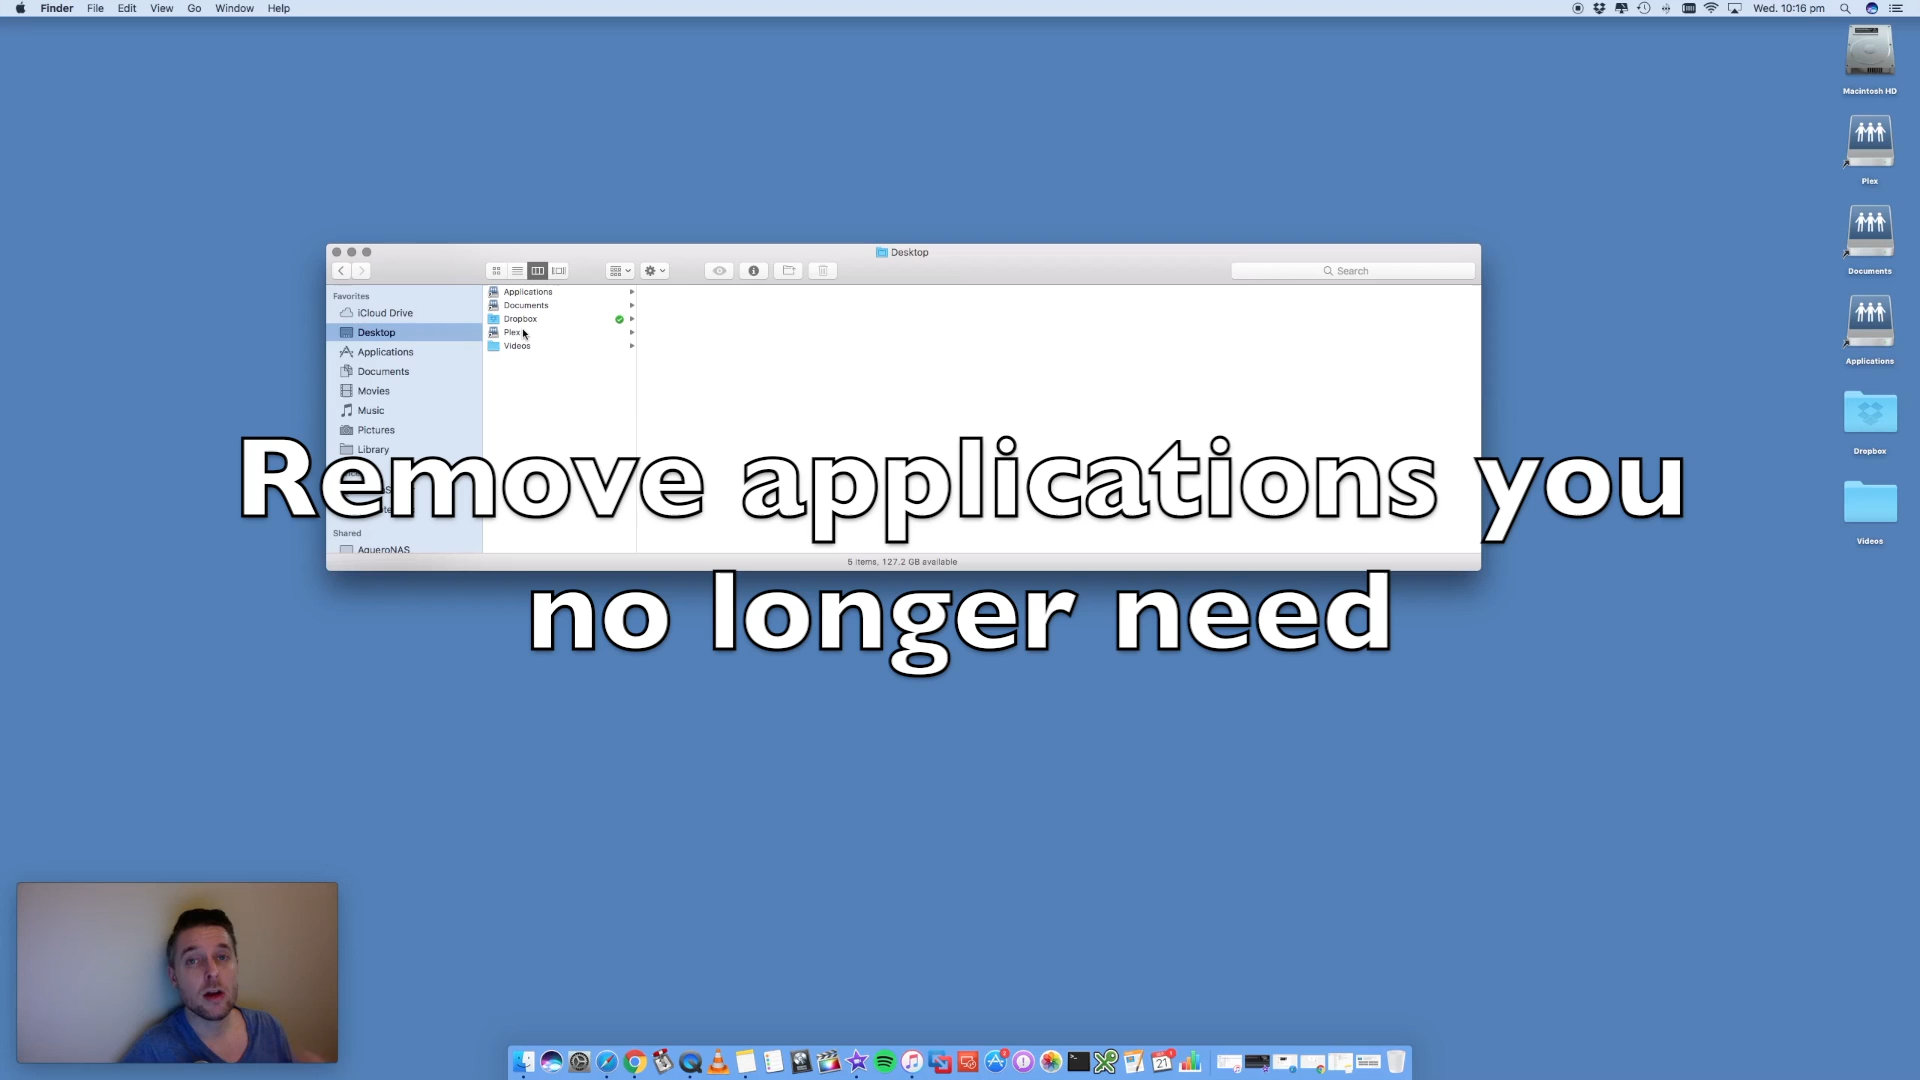 Finder File Edit View Go Window Help
Wed. 10:16 pm
Macintosh HD
Plex
Documents
Applications
Dropbox
Videos
Desktop
Search
Favorites
iCloud Drive
Desktop
Applications
Documents
Movies
Music
Pictures
Library
Shared
AgueroNAS
Applications
Documents
Dropbox
Plex
Videos
5 items, 127.2 GB available
Remove applications you
no longer need
21